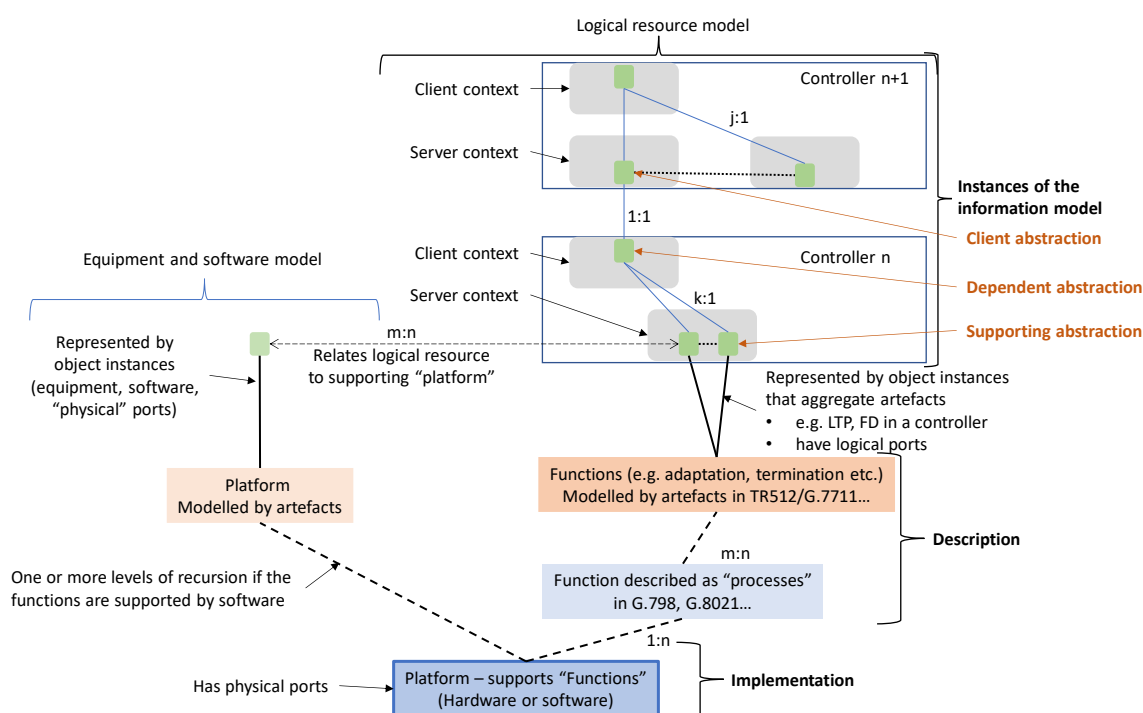 Logical resource model
Controller n+1
Client context
j:1
Server context
Instances of the
information model
1:1
Client abstraction
Client context
Controller n
Equipment and software model
Dependent abstraction
Server context
k:1
m:n
Supporting abstraction
Represented by
object instances
(equipment, software,
“physical” ports)
Relates logical resource
to supporting “platform”
Represented by object instances
that aggregate artefacts
• e.g. LTP, FD in a controller
• have logical ports
Platform
Modelled by artefacts
Functions (e.g. adaptation, termination etc.)
Modelled by artefacts in TR512/G.7711…
Description
m:n
One or more levels of recursion if the
functions are supported by software
Function described as “processes”
in G.798, G.8021…
1:n
Has physical ports
Platform – supports “Functions”
(Hardware or software)
Implementation